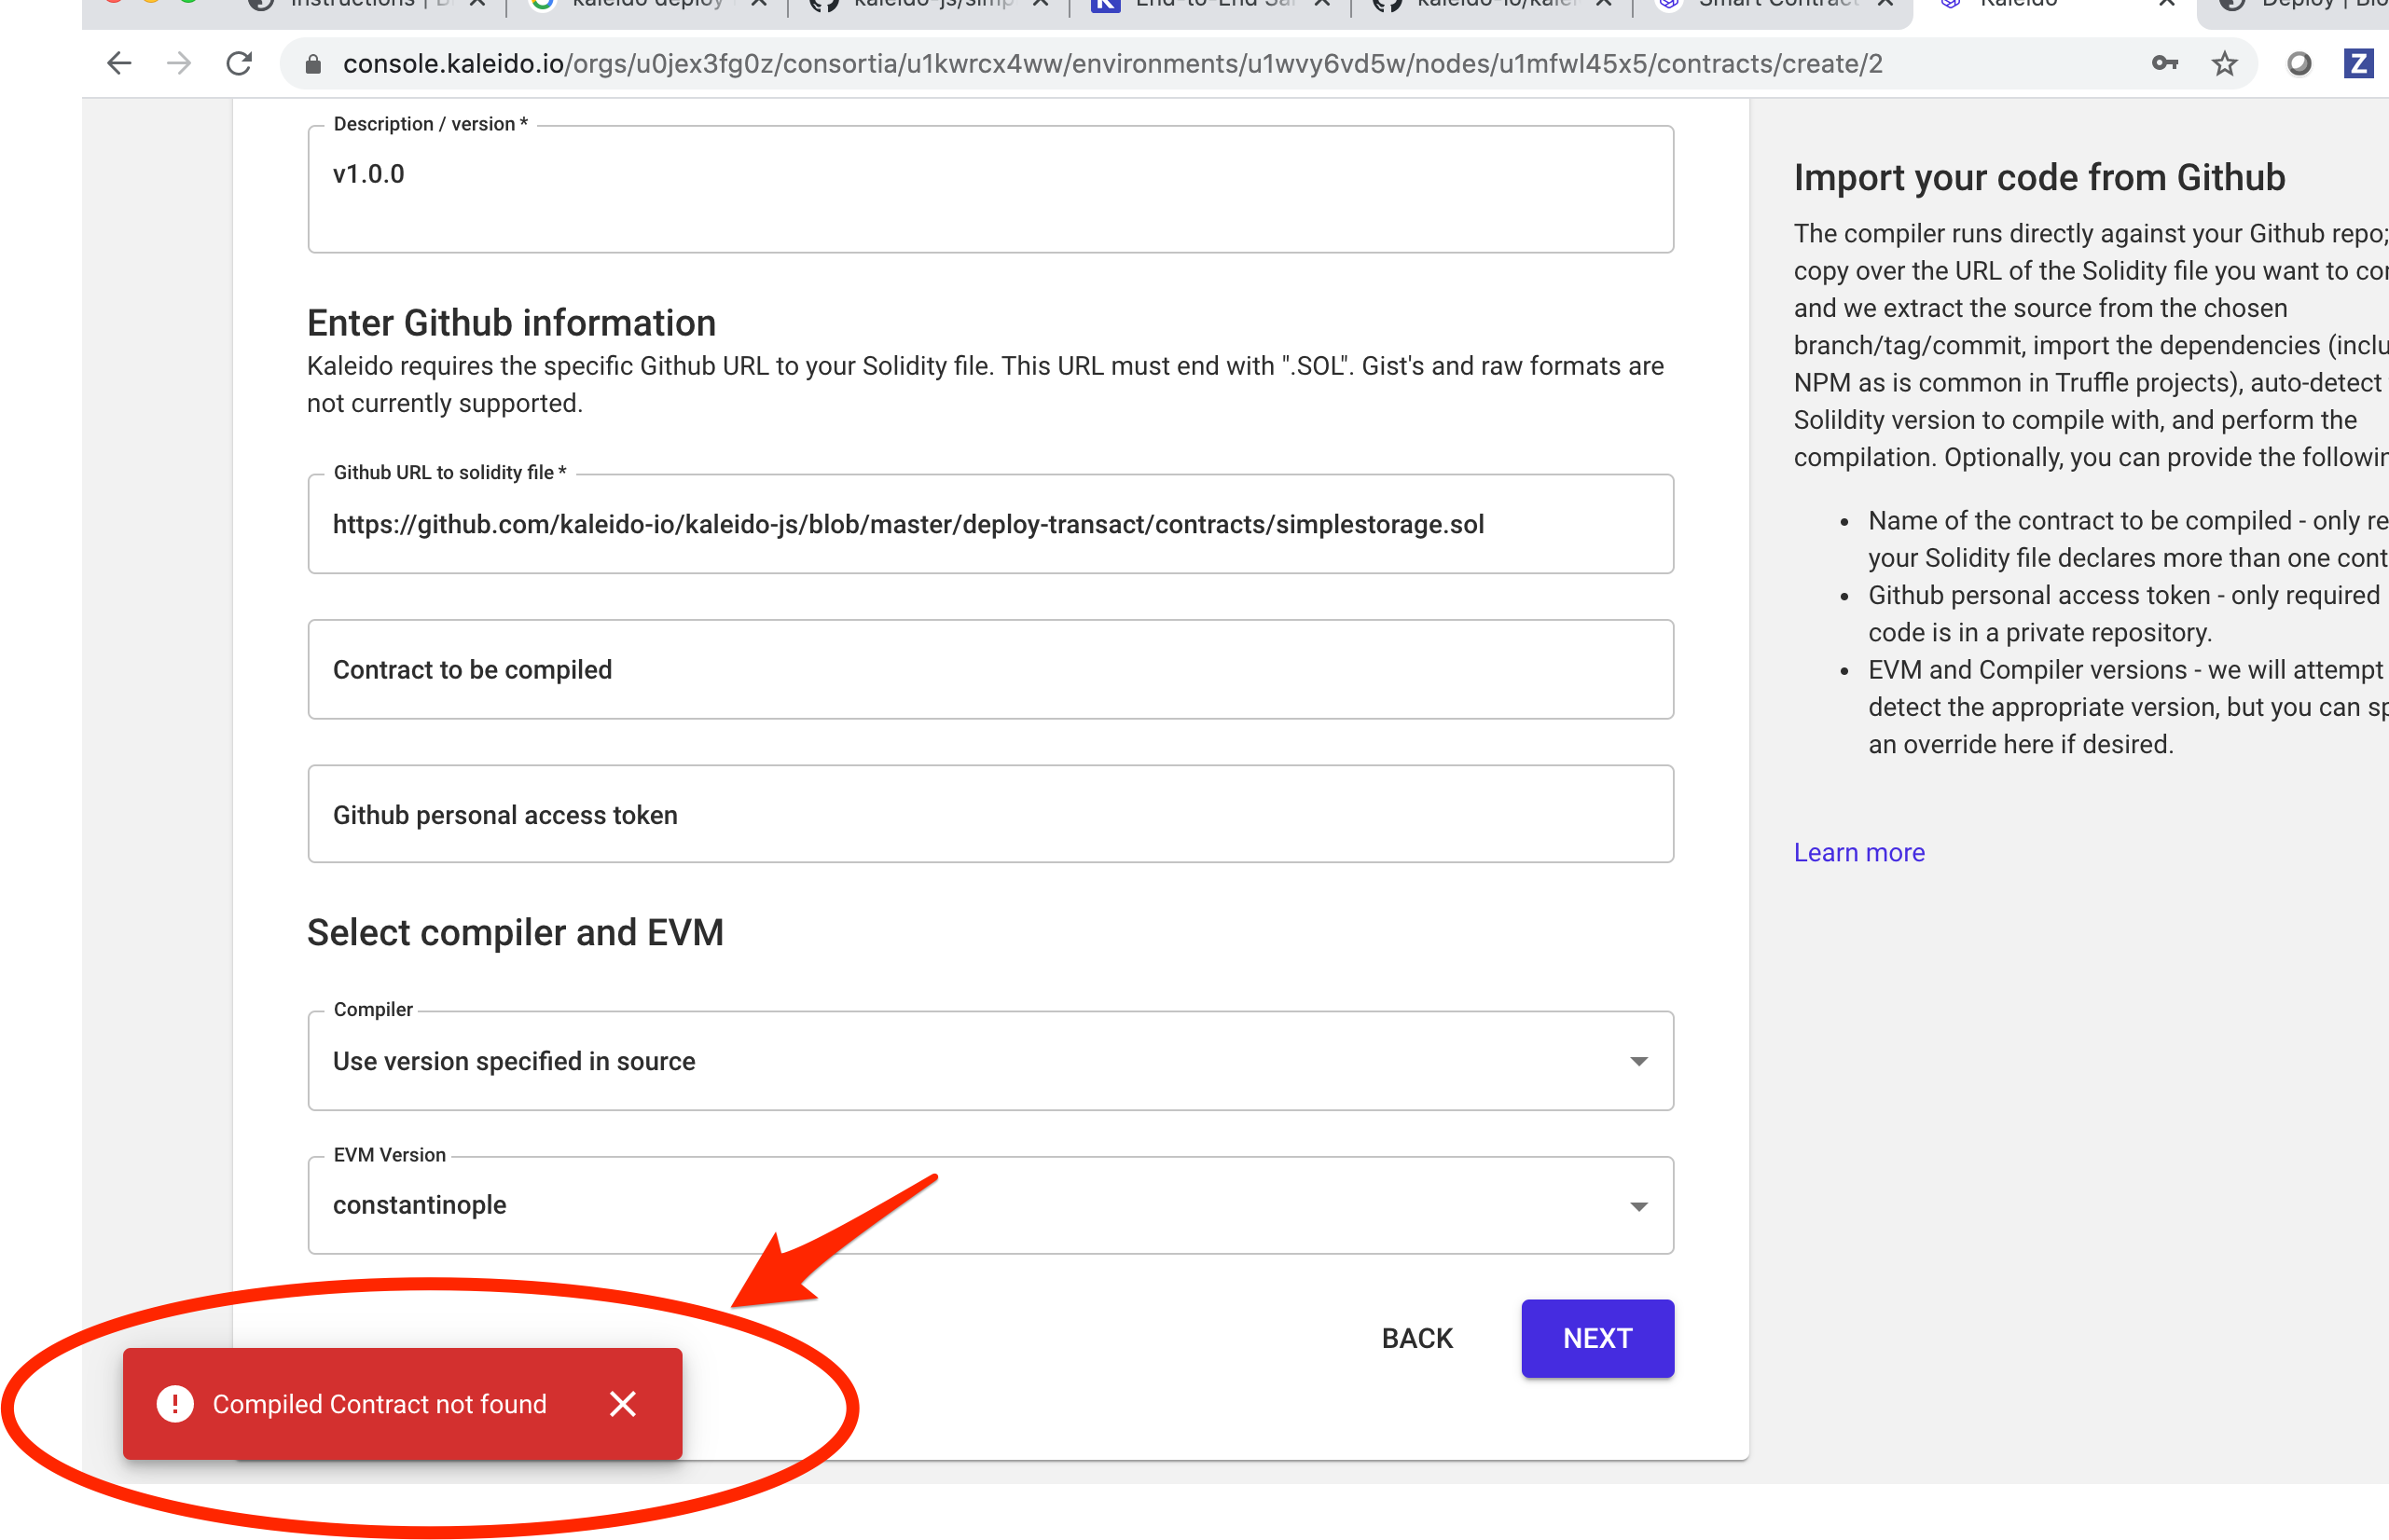 Instructions |
kaleido deploy
kaleido-js/simp
End-to-End Sa
kaleido-io/kale
Smart Contract
Kaleido
Deploy | Blo
console.kaleido.io/orgs/u0jex3fg0z/consortia/u1kwrcx4ww/environments/u1wvy6vd5w/nodes/u1mfwl45x5/contracts/create/2
Z
Description / version *
v1.0.0
Enter Github information
Kaleido requires the specific Github URL to your Solidity file. This URL must end with ".SOL". Gist's and raw formats are
not currently supported.
Github URL to solidity file *
https://github.com/kaleido-io/kaleido-js/blob/master/deploy-transact/contracts/simplestorage.sol
Contract to be compiled
Github personal access token
Select compiler and EVM
Compiler
Use version specified in source
EVM Version
constantinople
BACK
NEXT
Compiled Contract not found
Import your code from Github
The compiler runs directly against your Github repo;
copy over the URL of the Solidity file you want to cor
and we extract the source from the chosen
branch/tag/commit, import the dependencies (inclu
NPM as is common in Truffle projects), auto-detect
Solildity version to compile with, and perform the
compilation. Optionally, you can provide the followin
• Name of the contract to be compiled - only re
your Solidity file declares more than one cont
• Github personal access token - only required
code is in a private repository.
• EVM and Compiler versions - we will attempt
detect the appropriate version, but you can sp
an override here if desired.
Learn more